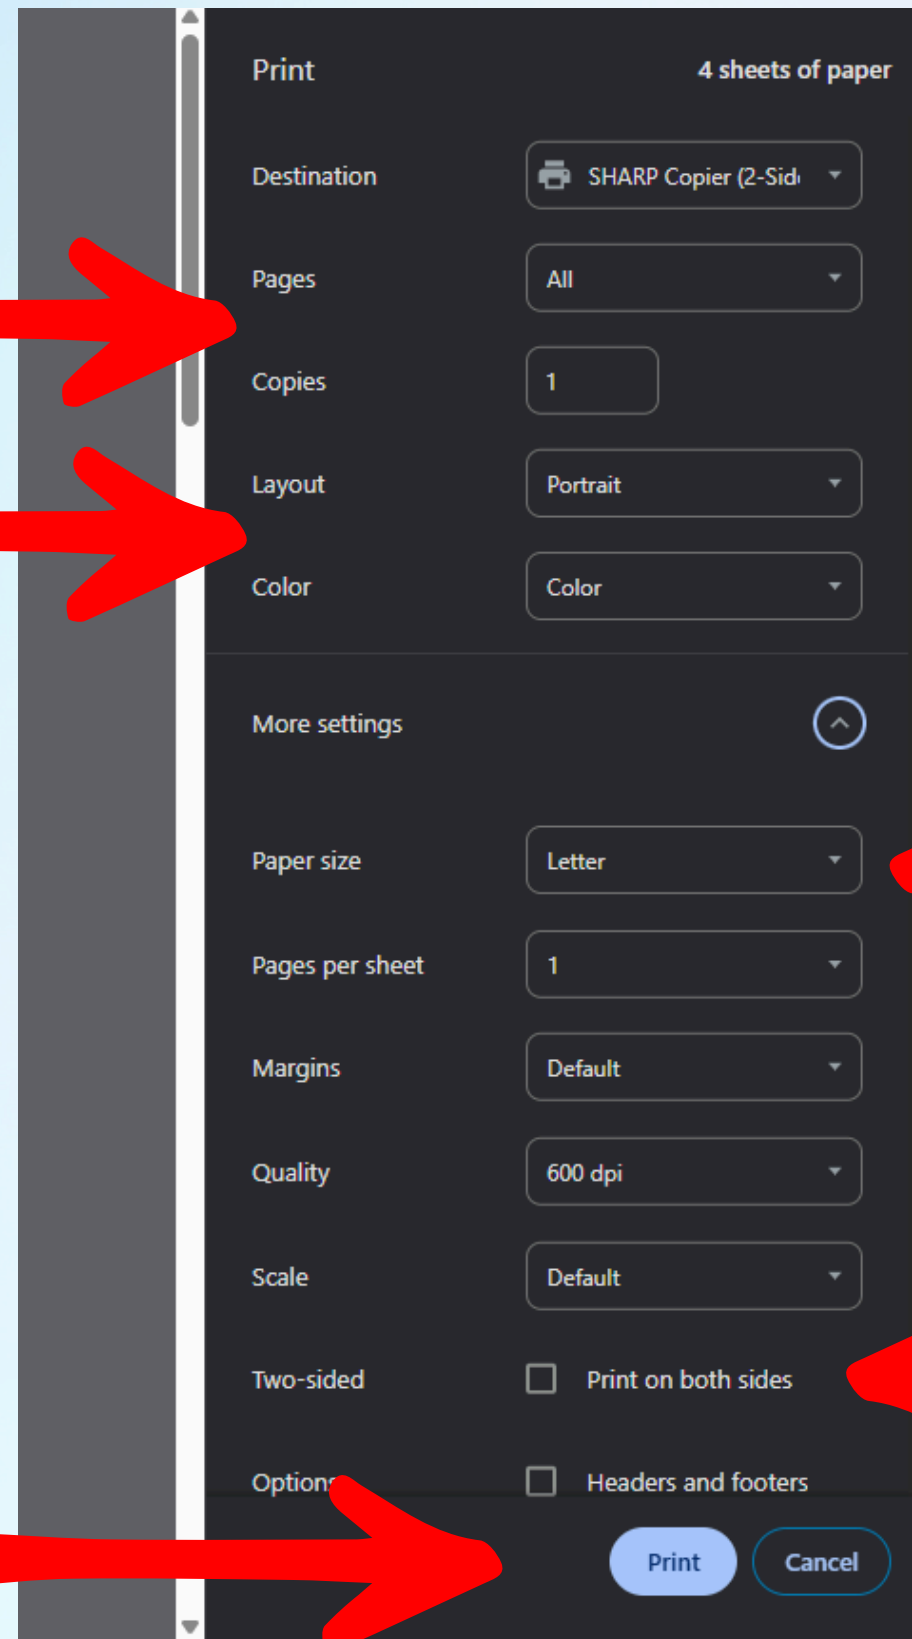 Print 4 sheets of paper
Destination SHARP Copier (2-Sid
Pages All
Copies 1
Layout Portrait
Color Color
More settings
Paper size Letter
Pages per sheet 1
Margins Default
Quality 600 dpi
Scale Default
Two-sided Print on both sides
Options Headers and footers
Print Cancel